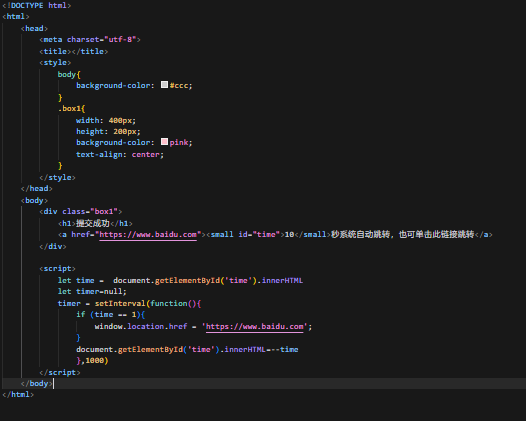 <!DOCTYPE html>
<html>
<head>
<meta charset="utf-8">
<title></title>
<style>
body{
background-color: #ccc;
}
.box1{
width: 400px;
height: 200px;
background-color: pink;
text-align: center;
}
</style>
</head>
<body>
<div class="box1">
<h1>提交成功</h1>
<a href="https://www.baidu.com"><small id="time">10</small>秒系统自动跳转，也可单击此链接跳转</a>
</div>
<script>
let time =  document.getElementById('time').innerHTML
let timer=null;
timer = setInterval(function(){
if (time == 1){
window.location.href = 'https://www.baidu.com';
}
document.getElementById('time').innerHTML=--time
},1000)
</script>
</body>
</html>